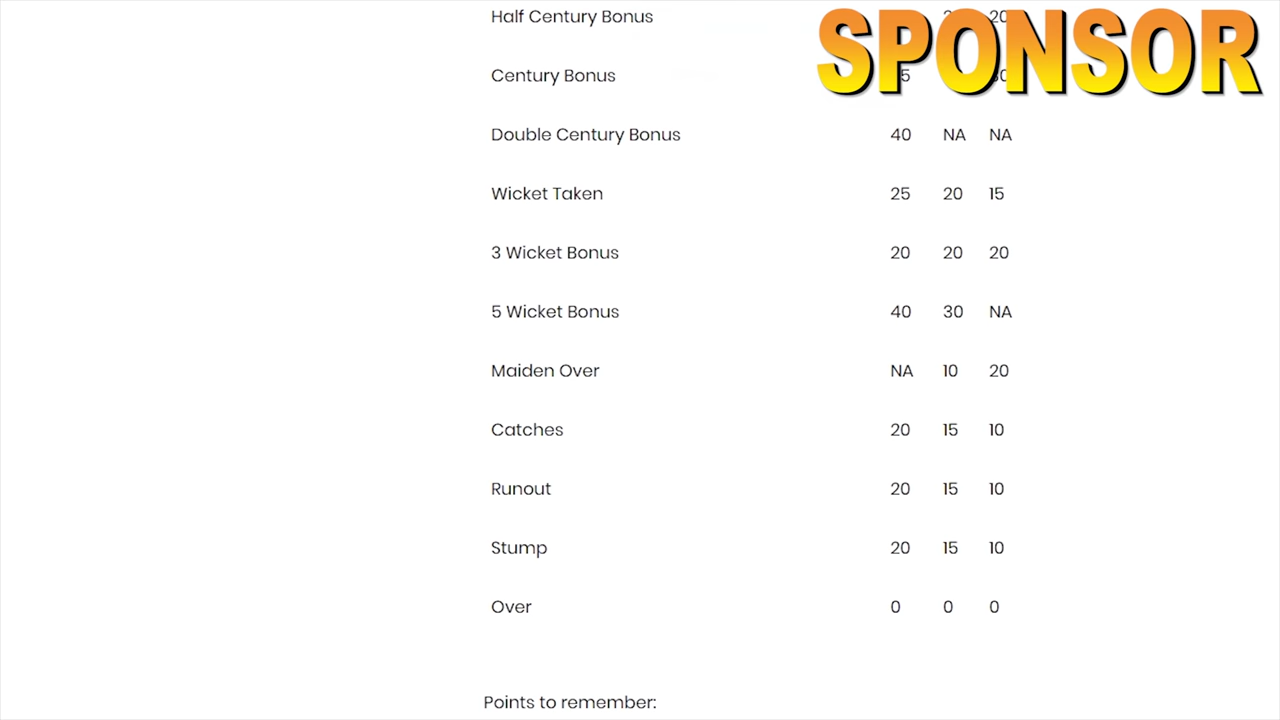 SPONSOR
Half Century Bonus
Century Bonus
Double Century Bonus 40 NA NA
Wicket Taken 25 20 15
3 Wicket Bonus 20 20 20
5 Wicket Bonus 40 30 NA
Maiden Over NA 10 20
Catches 20 15 10
Runout 20 15 10
Stump 20 15 10
Over 0 0 0
Points to remember: